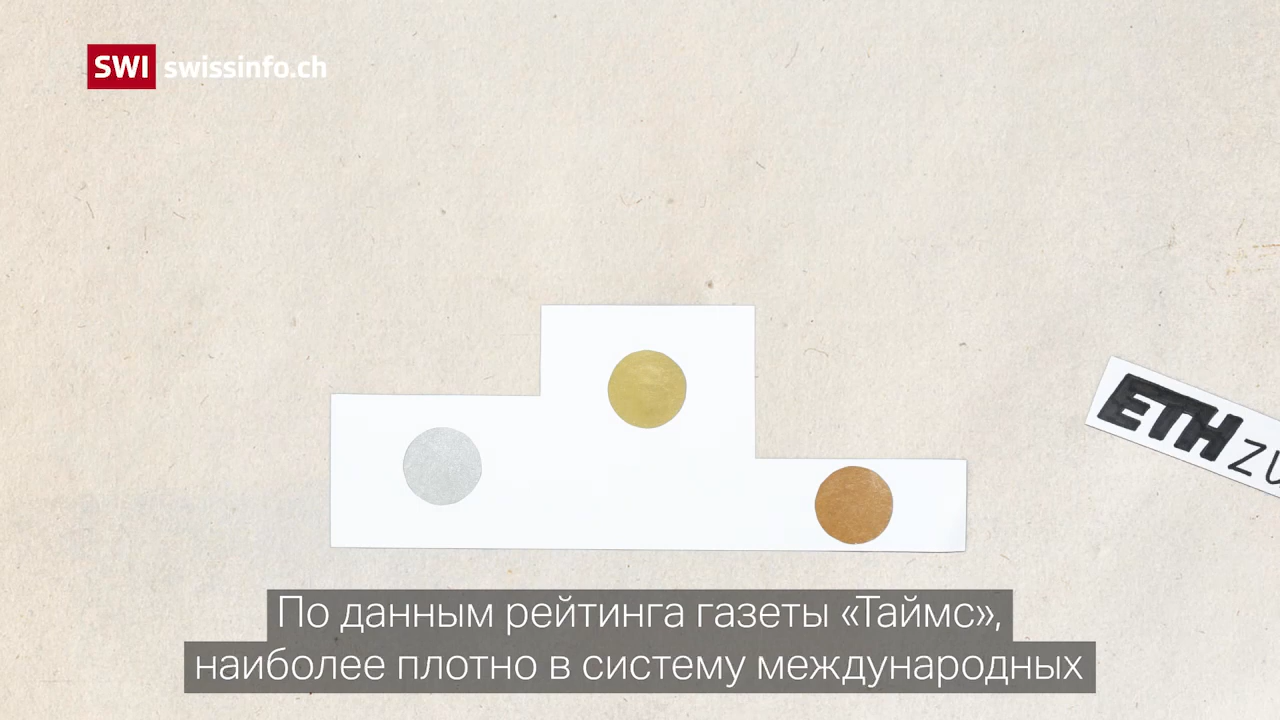 SWI swissinfo.ch
ETH
По данным рейтинга газеты «Таймс»,
наиболее плотно в систему международных